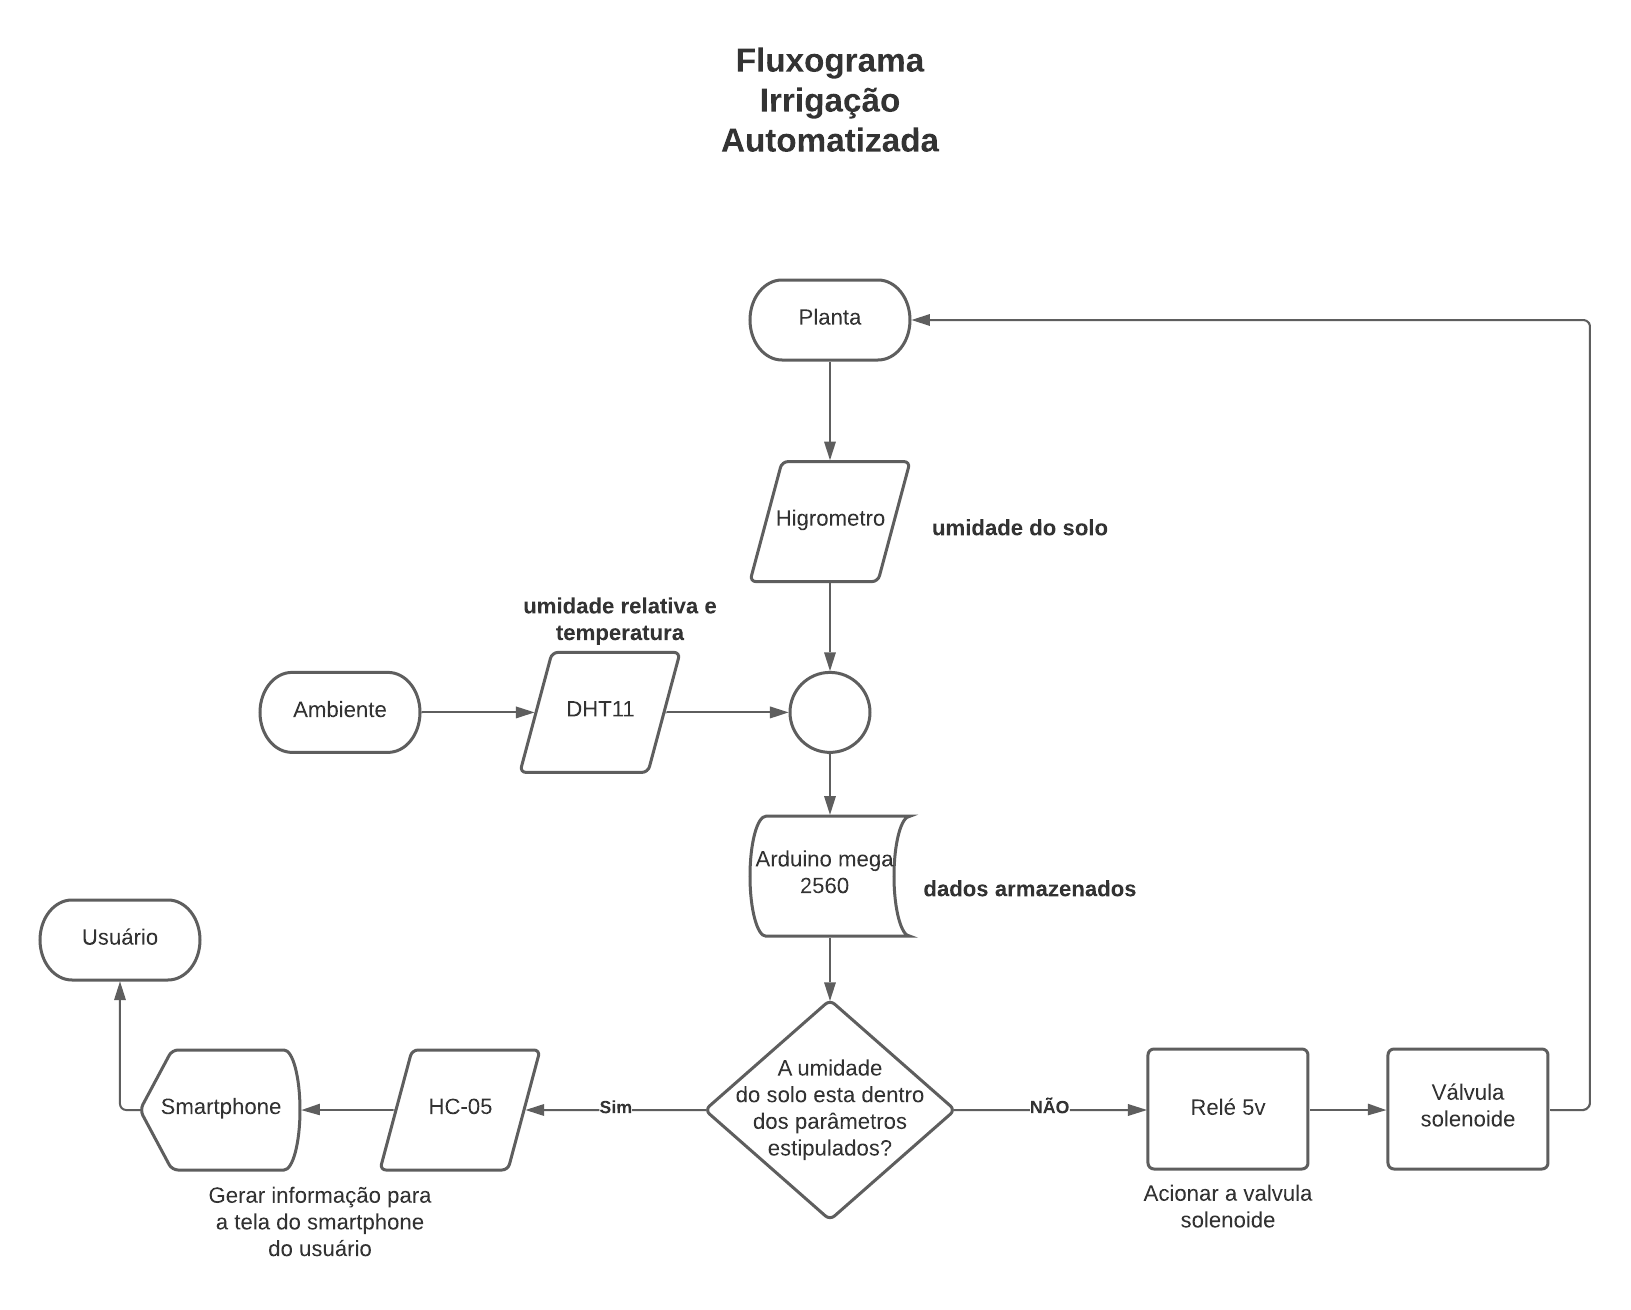 Fluxograma
Irrigação
Automatizada
Planta
Higrometro
umidade do solo
umidade relativa e
temperatura
Ambiente
DHT11
Arduino mega
2560
dados armazenados
Usuário
A umidade
do solo esta dentro
dos parâmetros
estipulados?
Smartphone
HC-05
Sim
NÃO
Relé 5v
Válvula
solenoide
Gerar informação para
a tela do smartphone
do usuário
Acionar a valvula
solenoide